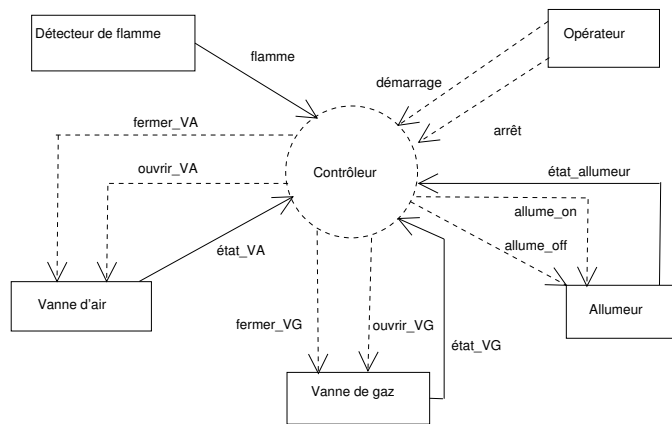 Détecteur de flamme
Opérateur
flamme
démarrage
fermer_VA
arrêt
ouvrir_VA
Contrôleur
état_allumeur
allume_on
état_VA
allume_off
Vanne d'air
Allumeur
fermer_VG
ouvrir_VG
état_VG
Vanne de gaz